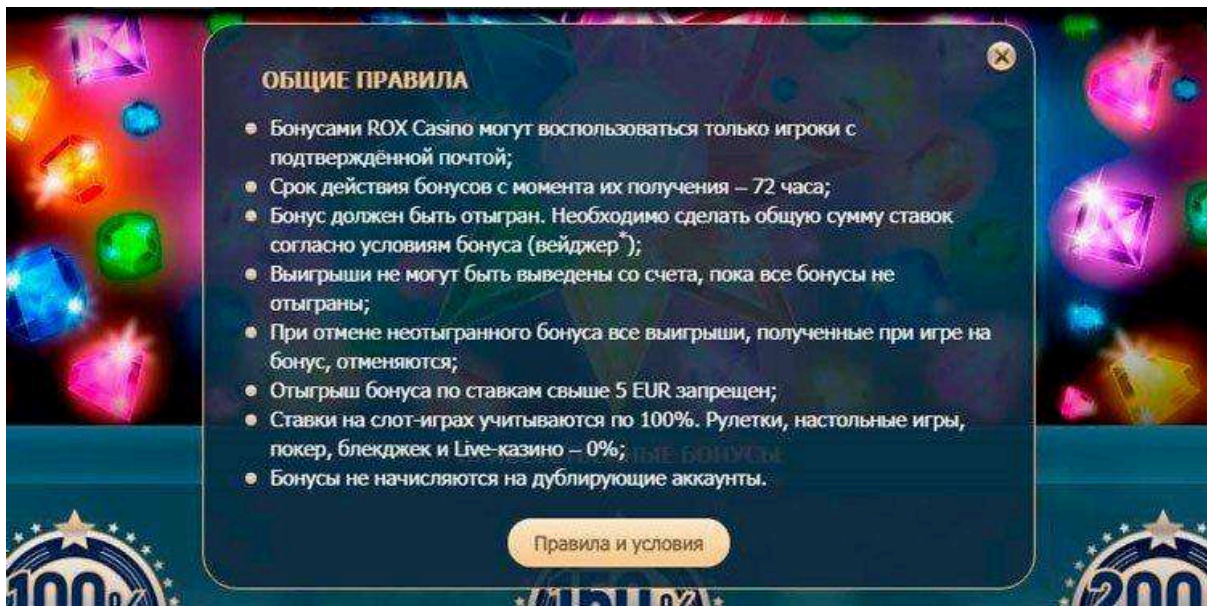 ОБЩИЕ ПРАВИЛА
Бонусами ROX Casino могут воспользоваться только игроки с
подтверждённой почтой;
Срок действия бонусов с момента их получения – 72 часа;
Бонус должен быть отыгран. Необходимо сделать общую сумму ставок
согласно условиям бонуса (вейджер*);
Выигрыши не могут быть выведены со счета, пока все бонусы не
отыграны;
При отмене неотыгранного бонуса все выигрыши, полученные при игре на
бонус, отменяются;
Отыгрыш бонуса по ставкам свыше 5 EUR запрещен;
Ставки на слот-играх учитываются по 100%. Рулетки, настольные игры,
покер, блекджек и Live-казино – 0%;
БОНУСЫ
Бонусы не начисляются на дублирующие аккаунты.
Правила и условия
100% 150% 200